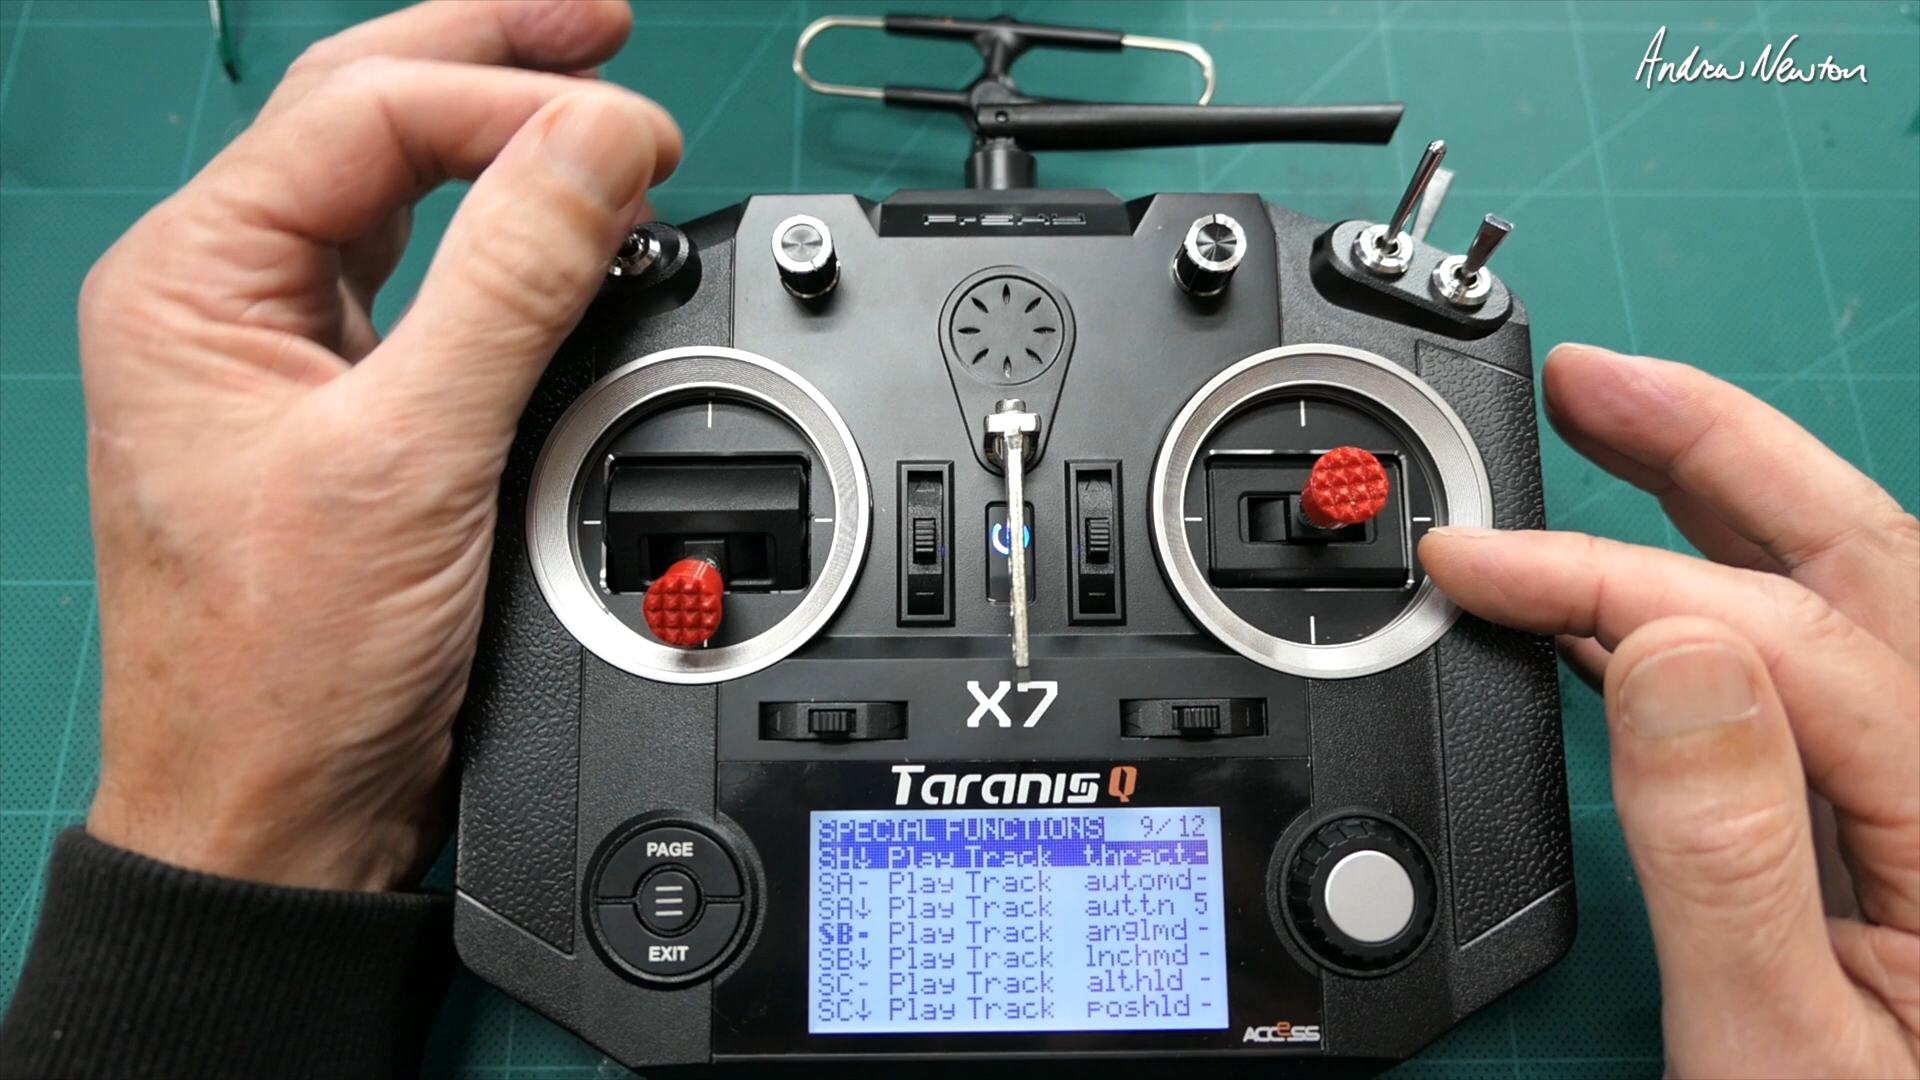 Andrew Newton
FrSKY
X7
Taranis Q
PAGE
EXIT
SPECIAL FUNCTIONS 9/12
SH↓ Play Track thract-
SA- Play Track automd-
SA↓ Play Track auttn 5
SB- Play Track anglmd-
SB↓ Play Track lnchmd-
SC- Play Track althld-
SC↓ Play Track poshld-
ACCESS